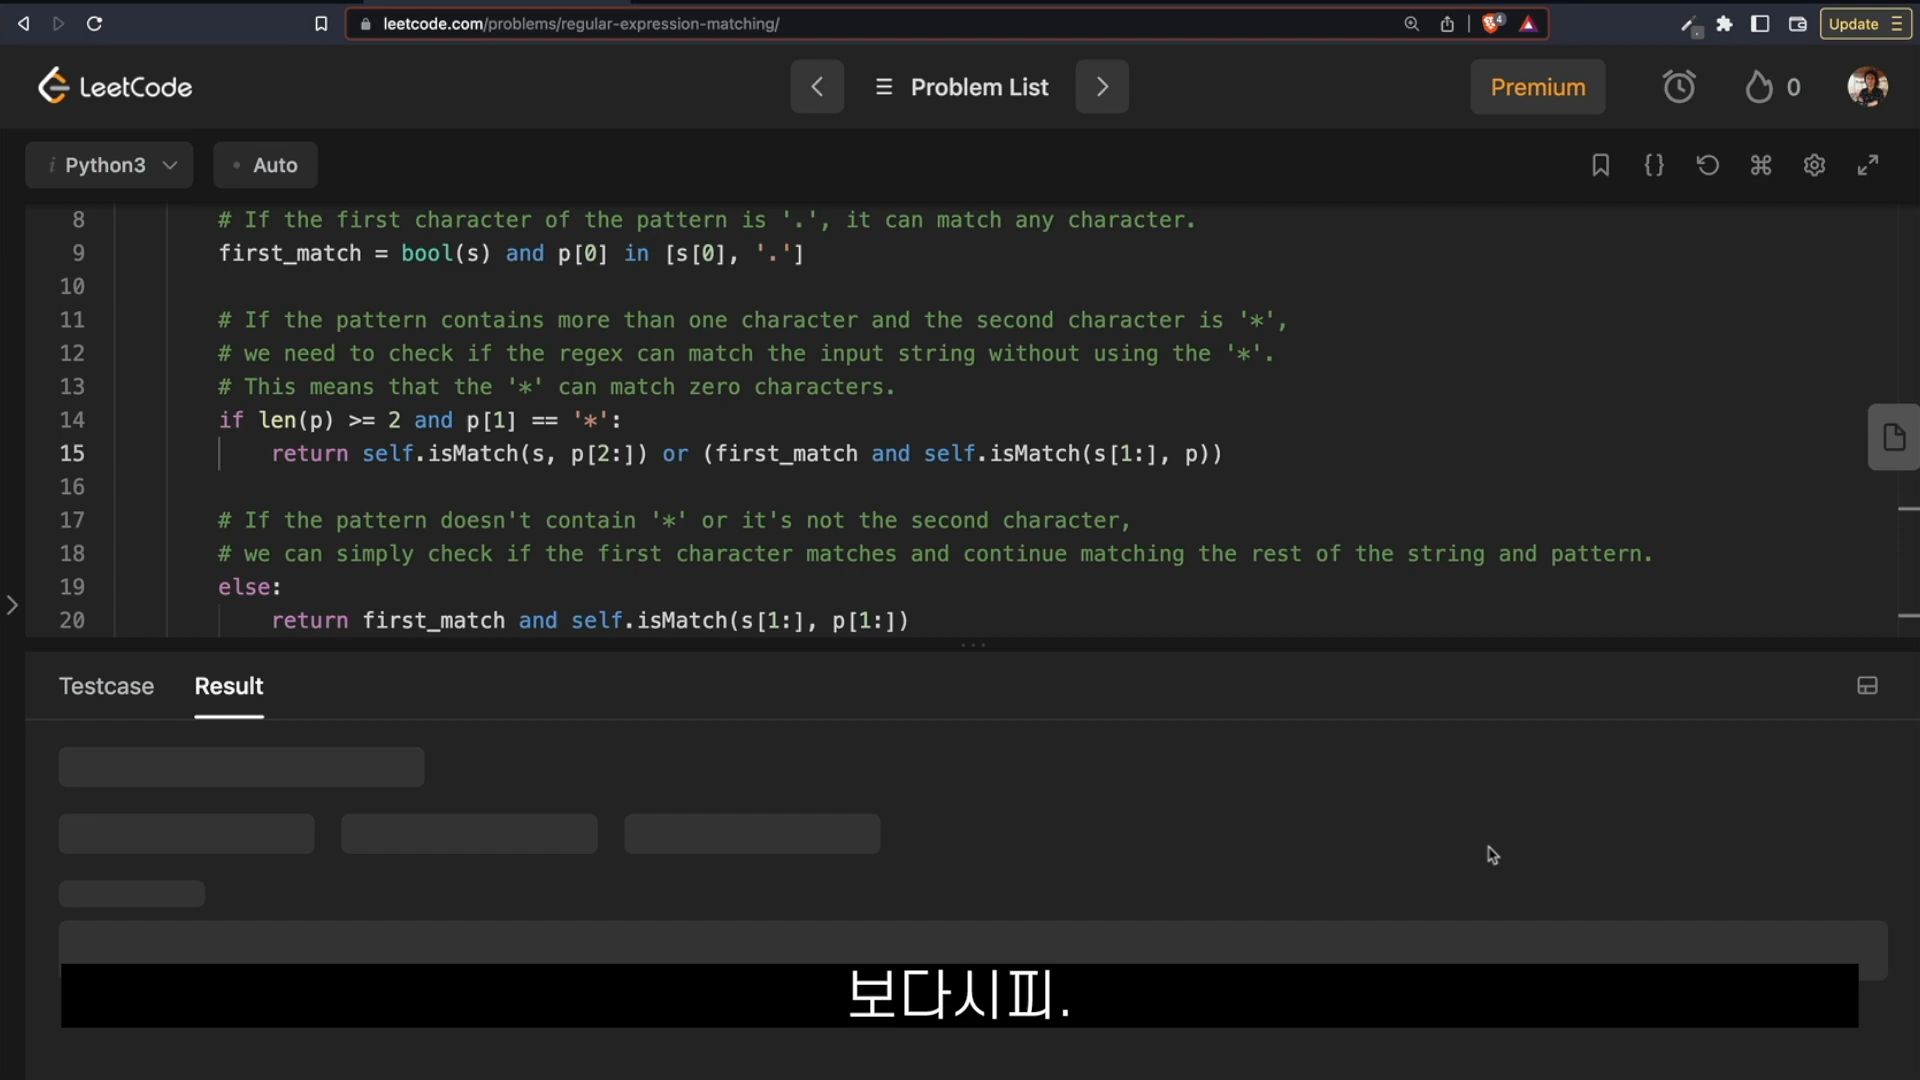 leetcode.com/problems/regular-expression-matching/
4
Update
LeetCode
Problem List
Premium
0
i Python3
Auto
8 # If the first character of the pattern is '.', it can match any character.
9 first_match = bool(s) and p[0] in [s[0], '.']
10
11 # If the pattern contains more than one character and the second character is '*',
12 # we need to check if the regex can match the input string without using the '*'.
13 # This means that the '*' can match zero characters.
14 if len(p) >= 2 and p[1] == '*':
15 return self.isMatch(s, p[2:]) or (first_match and self.isMatch(s[1:], p))
16
17 # If the pattern doesn't contain '*' or it's not the second character,
18 # we can simply check if the first character matches and continue matching the rest of the string and pattern.
19 else:
20 return first_match and self.isMatch(s[1:], p[1:])
Testcase
Result
보다시피.